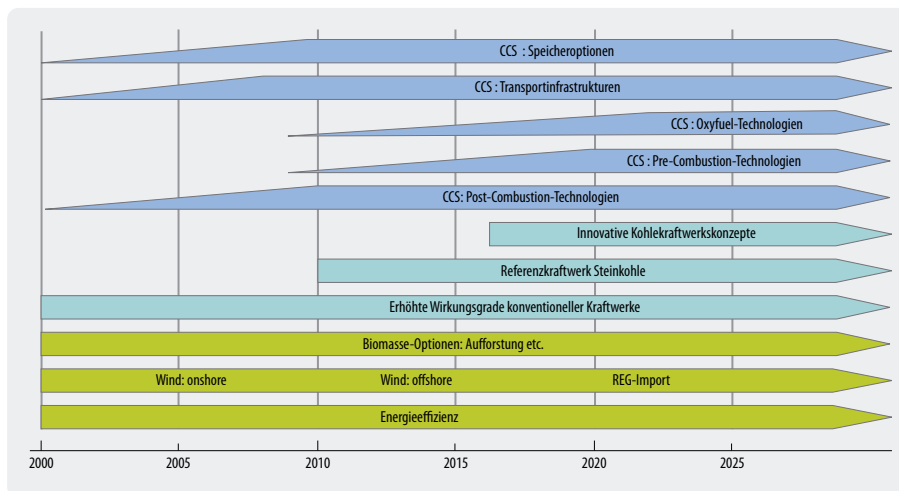 CCS : Speicheroptionen
CCS : Transportinfrastrukturen
CCS : Oxyfuel-Technologien
CCS : Pre-Combustion-Technologien
CCS: Post-Combustion-Technologien
Innovative Kohlekraftwerkskonzepte
Referenzkraftwerk Steinkohle
Erhöhte Wirkungsgrade konventioneller Kraftwerke
Biomasse-Optionen: Aufforstung etc.
Wind: onshore Wind: offshore REG-Import
Energieeffizienz
2000 2005 2010 2015 2020 2025